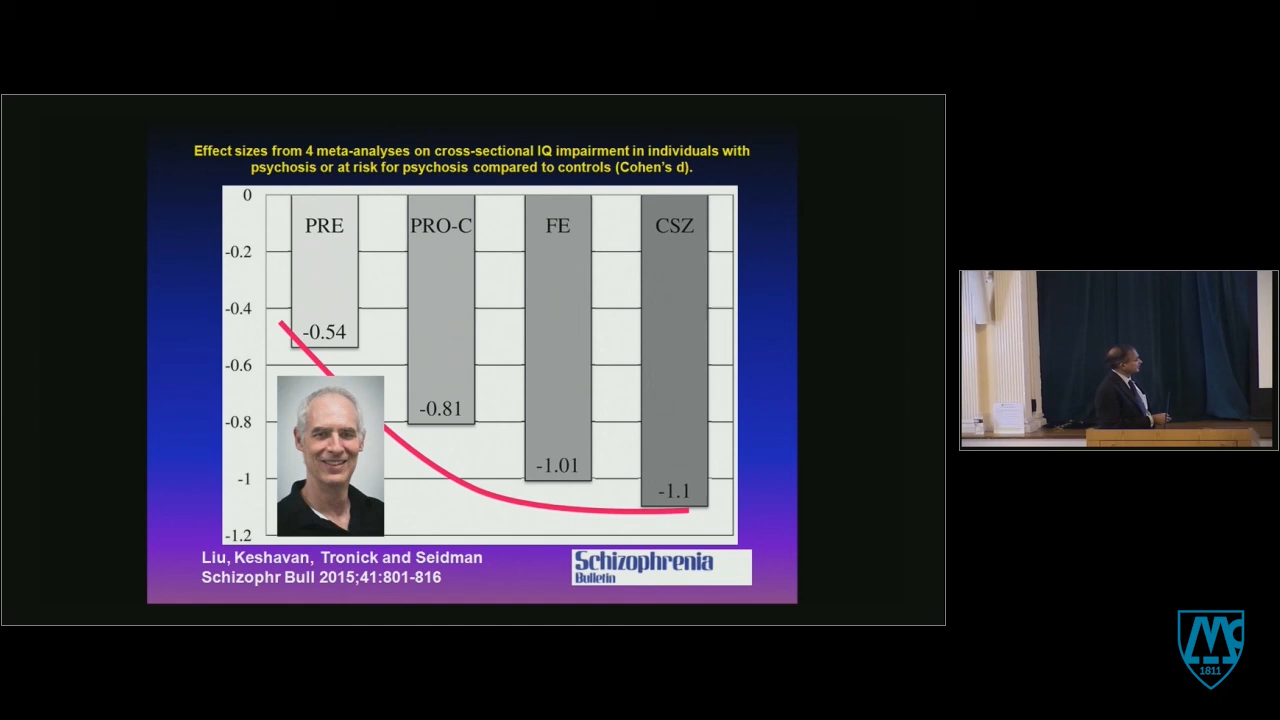 Effect sizes from 4 meta-analyses on cross-sectional IQ impairment in individuals with
psychosis or at risk for psychosis compared to controls (Cohen's d).
0
-0.2
-0.4
-0.6
-0.8
-1
-1.2
PRE
PRO-C
FE
CSZ
-0.54
-0.81
-1.01
-1.1
Liu, Keshavan, Tronick and Seidman
Schizophr Bull 2015;41:801-816
Schizophrenia
Bulletin
1811